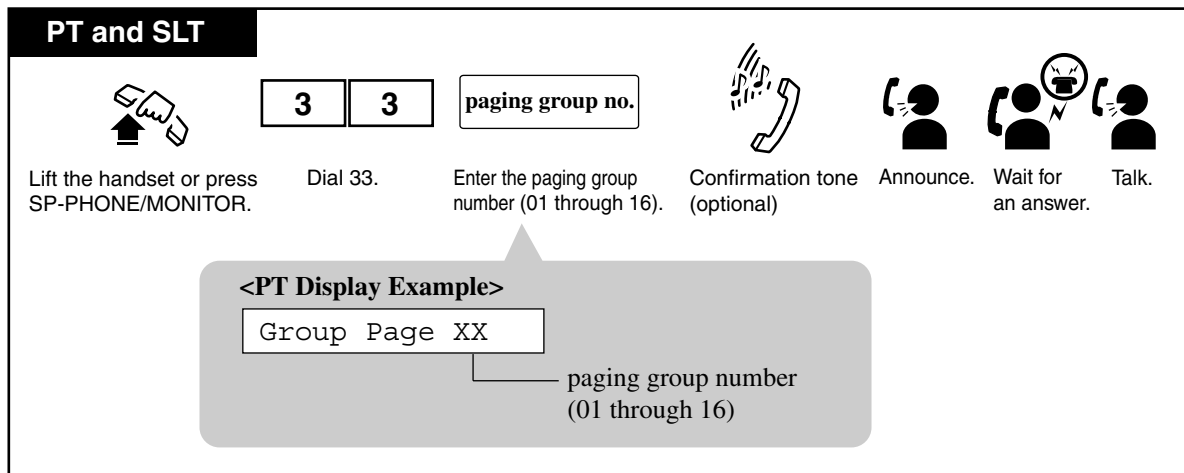 PT and SLT
3 3 paging group no.
Lift the handset or press
SP-PHONE/MONITOR.
Dial 33.
Enter the paging group
number (01 through 16).
Confirmation tone
(optional)
Announce.
Wait for
an answer.
Talk.
<PT Display Example>
Group Page XX
paging group number
(01 through 16)